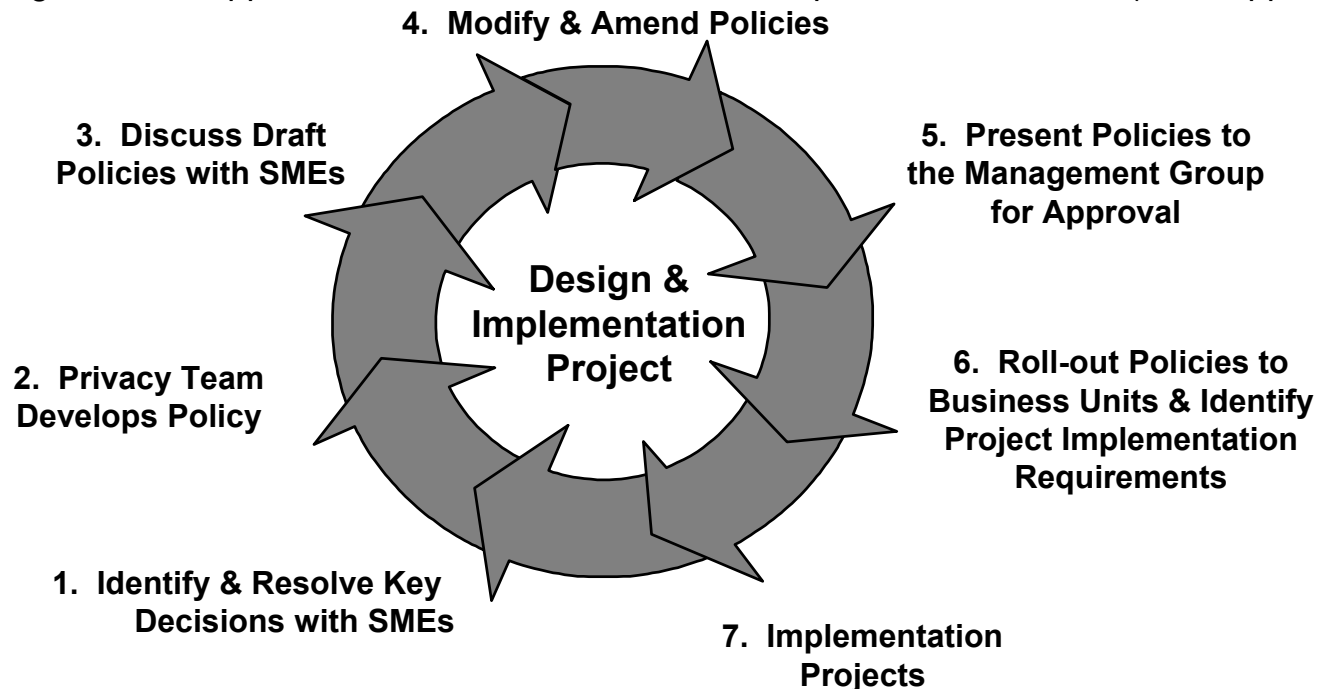 4. Modify & Amend Policies
3. Discuss Draft
Policies with SMEs
5. Present Policies to
the Management Group
for Approval
Design &
Implementation
Project
2. Privacy Team
Develops Policy
6. Roll-out Policies to
Business Units & Identify
Project Implementation
Requirements
1. Identify & Resolve Key
Decisions with SMEs
7. Implementation
Projects